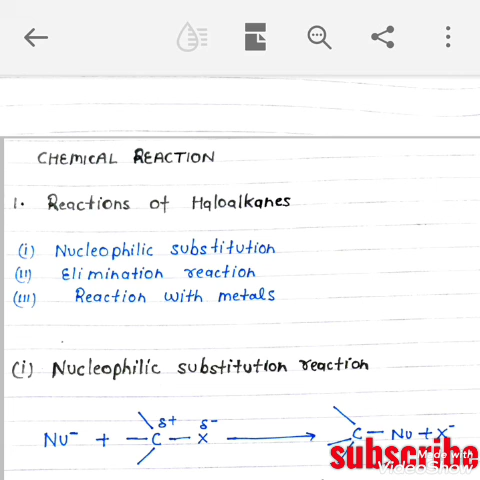 CHEMICAL REACTION
1. Reactions of Haloalkanes
(i) Nucleophilic substitution
(ii) Elimination reaction
(iii) Reaction with metals
(i) Nucleophilic substitution reaction
Nu⁻ + —C^δ+ — X^δ- ⟶ C — Nu + X⁻
subscribe
Made with
VideoShow